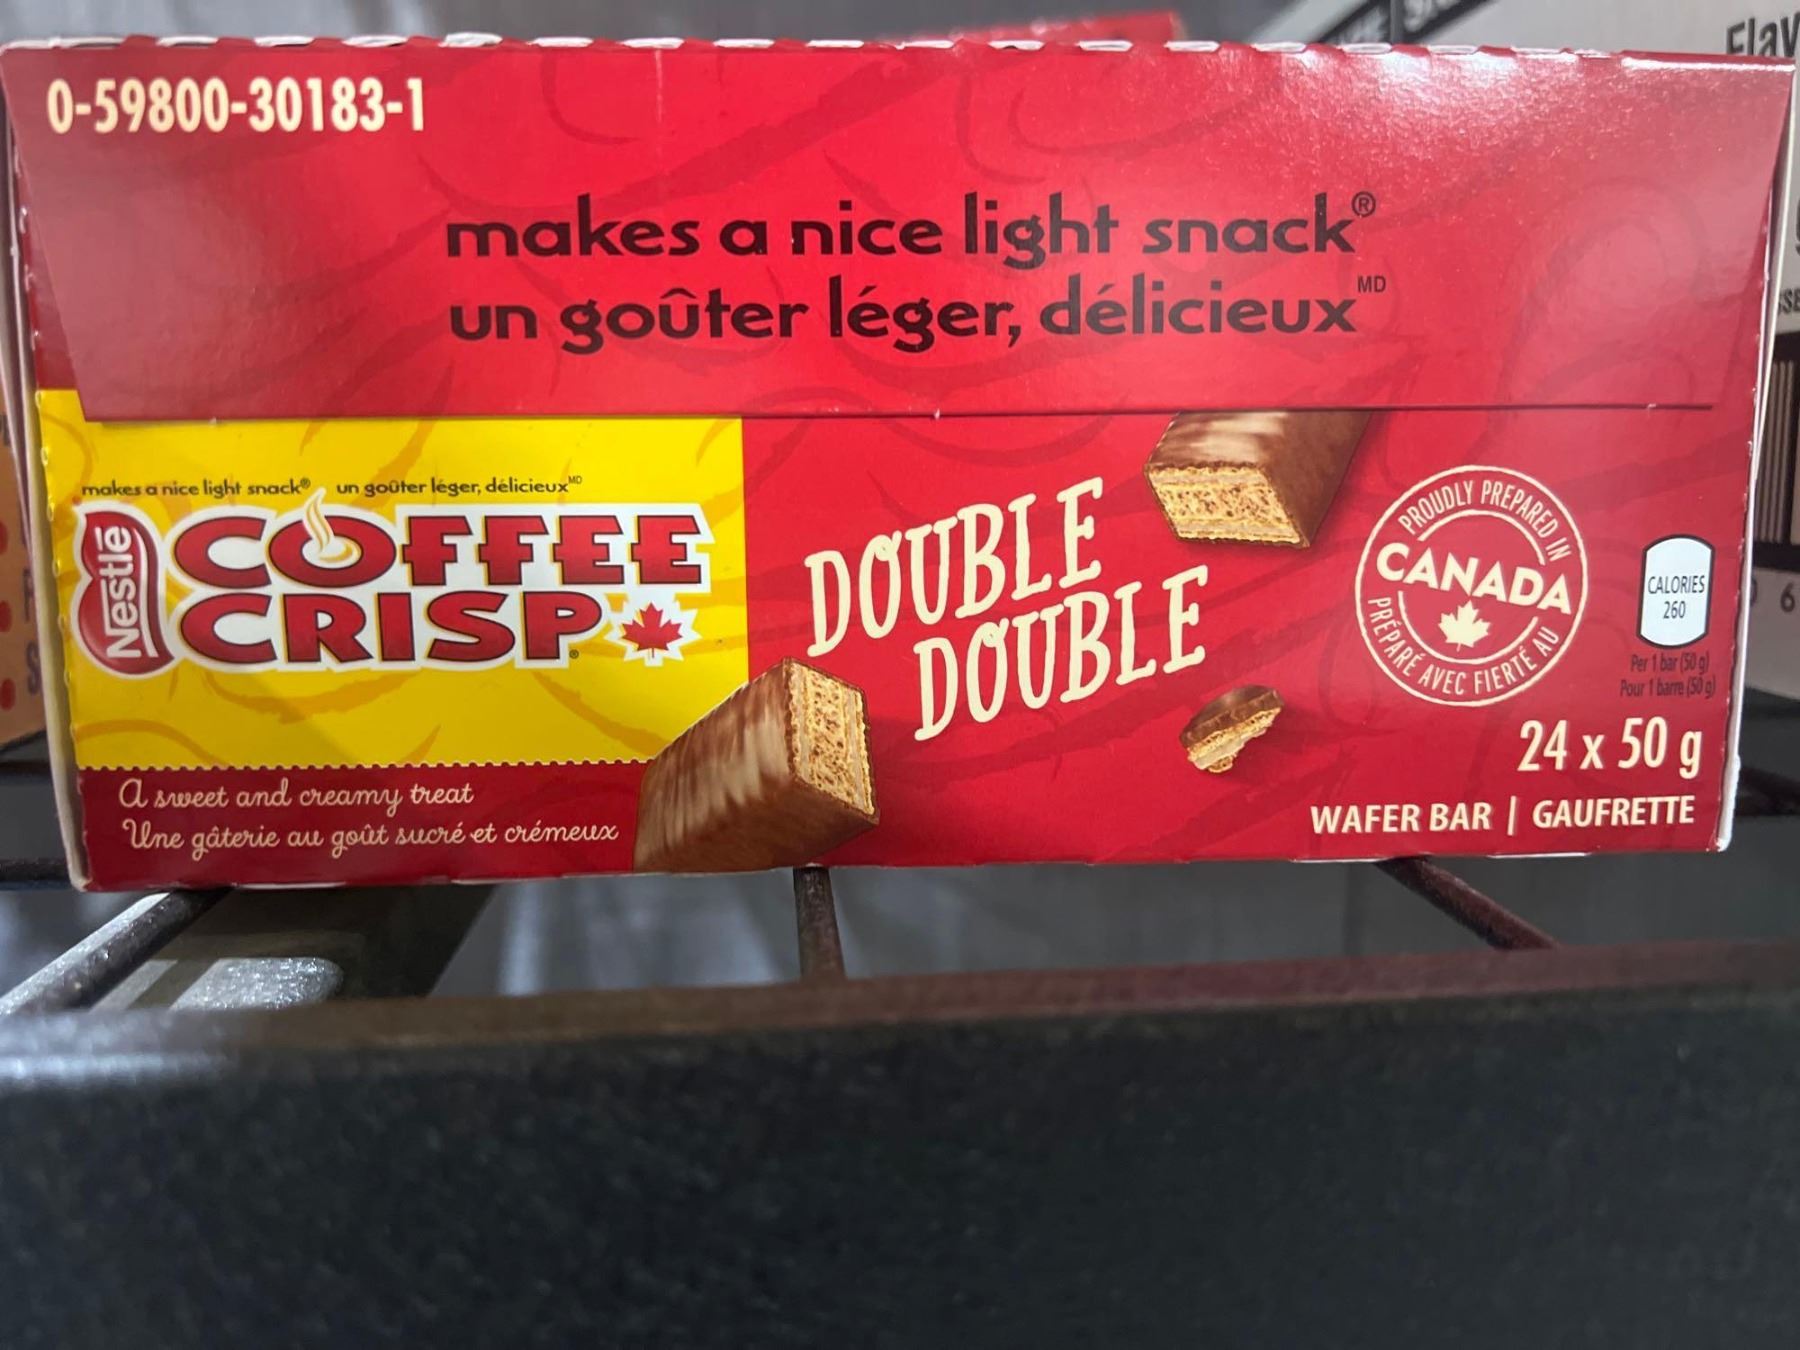 0-59800-30183-1
makes a nice light snack®
un goûter léger, délicieux MD
makes a nice light snack® un goûter léger, délicieux MD
Nestlé
COFFEE
CRISP®
DOUBLE
DOUBLE
PROUDLY PREPARED IN
CANADA
PRÉPARÉ AVEC FIERTÉ AU
CALORIES
260
Per 1 bar (50 g)
Pour 1 barre (50 g)
24 x 50 g
WAFER BAR | GAUFRETTE
A sweet and creamy treat
Une gâterie au goût sucré et crémeux